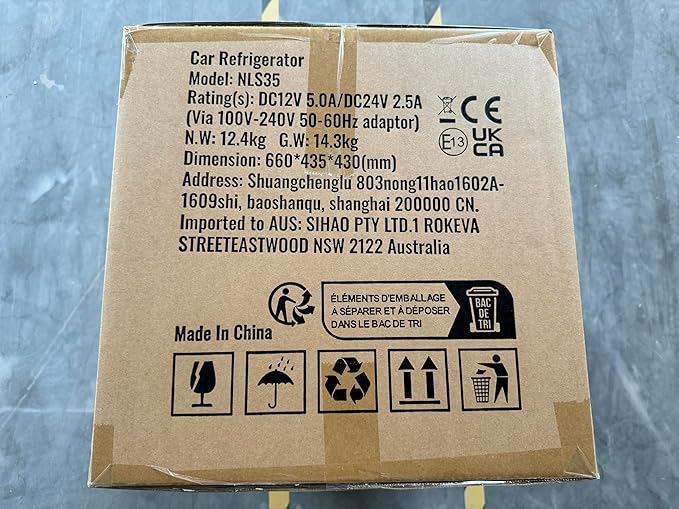 Car Refrigerator
Model: NLS35
Rating(s): DC12V 5.0A/DC24V 2.5A
(Via 100V-240V 50-60Hz adaptor)
N.W: 12.4kg G.W: 14.3kg
Dimension: 660*435*430(mm)
Address: Shuangchenglu 803nong11hao1602A-
1609shi, baoshanqu, shanghai 200000 CN.
Imported to AUS: SIHAO PTY LTD.1 ROKEVA
STREETEASTWOOD NSW 2122 Australia
CE
E13
UK
CA
ÉLÉMENTS D'EMBALLAGE
À SÉPARER ET À DÉPOSER
DANS LE BAC DE TRI
BAC
DE
TRI
Made In China